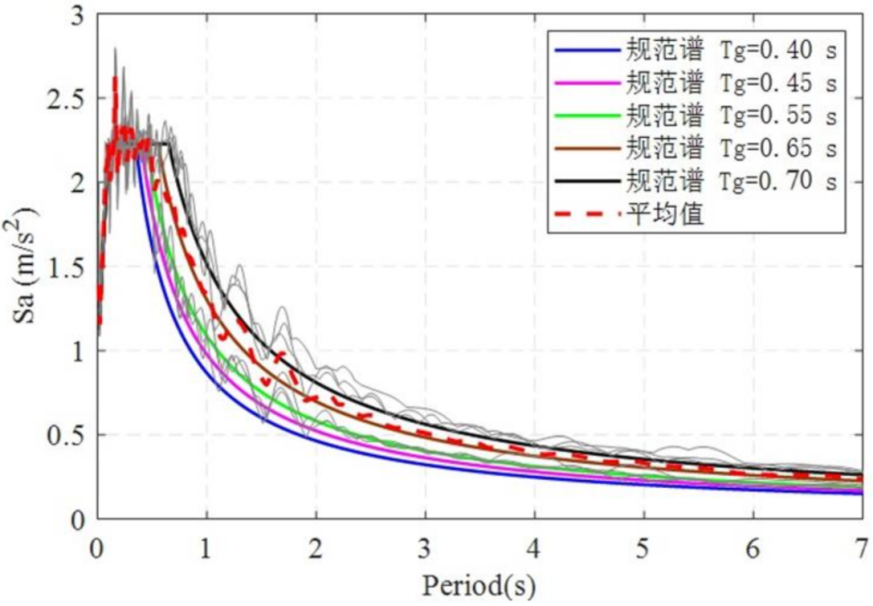 3
2.5
2
1.5
1
0.5
0
0 1 2 3 4 5 6 7
Sa (m/s²)
Period(s)
规范谱 Tg=0.40 s
规范谱 Tg=0.45 s
规范谱 Tg=0.55 s
规范谱 Tg=0.65 s
规范谱 Tg=0.70 s
平均值